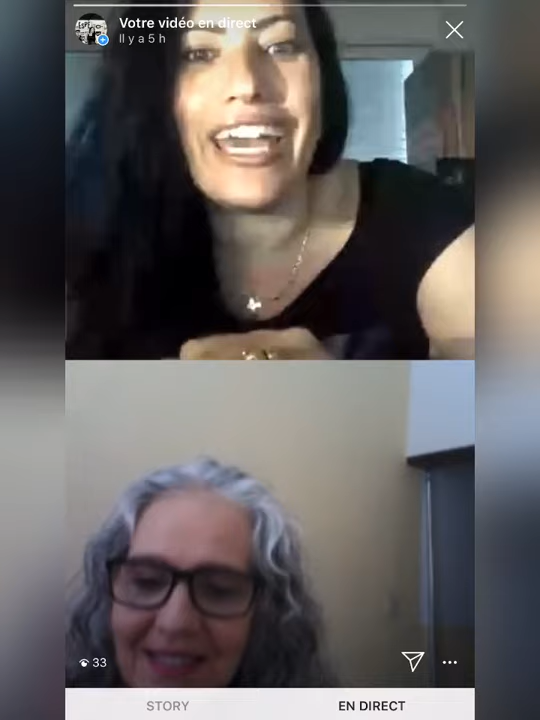 Votre vidéo en direct
Il y a 5 h
33
STORY
EN DIRECT